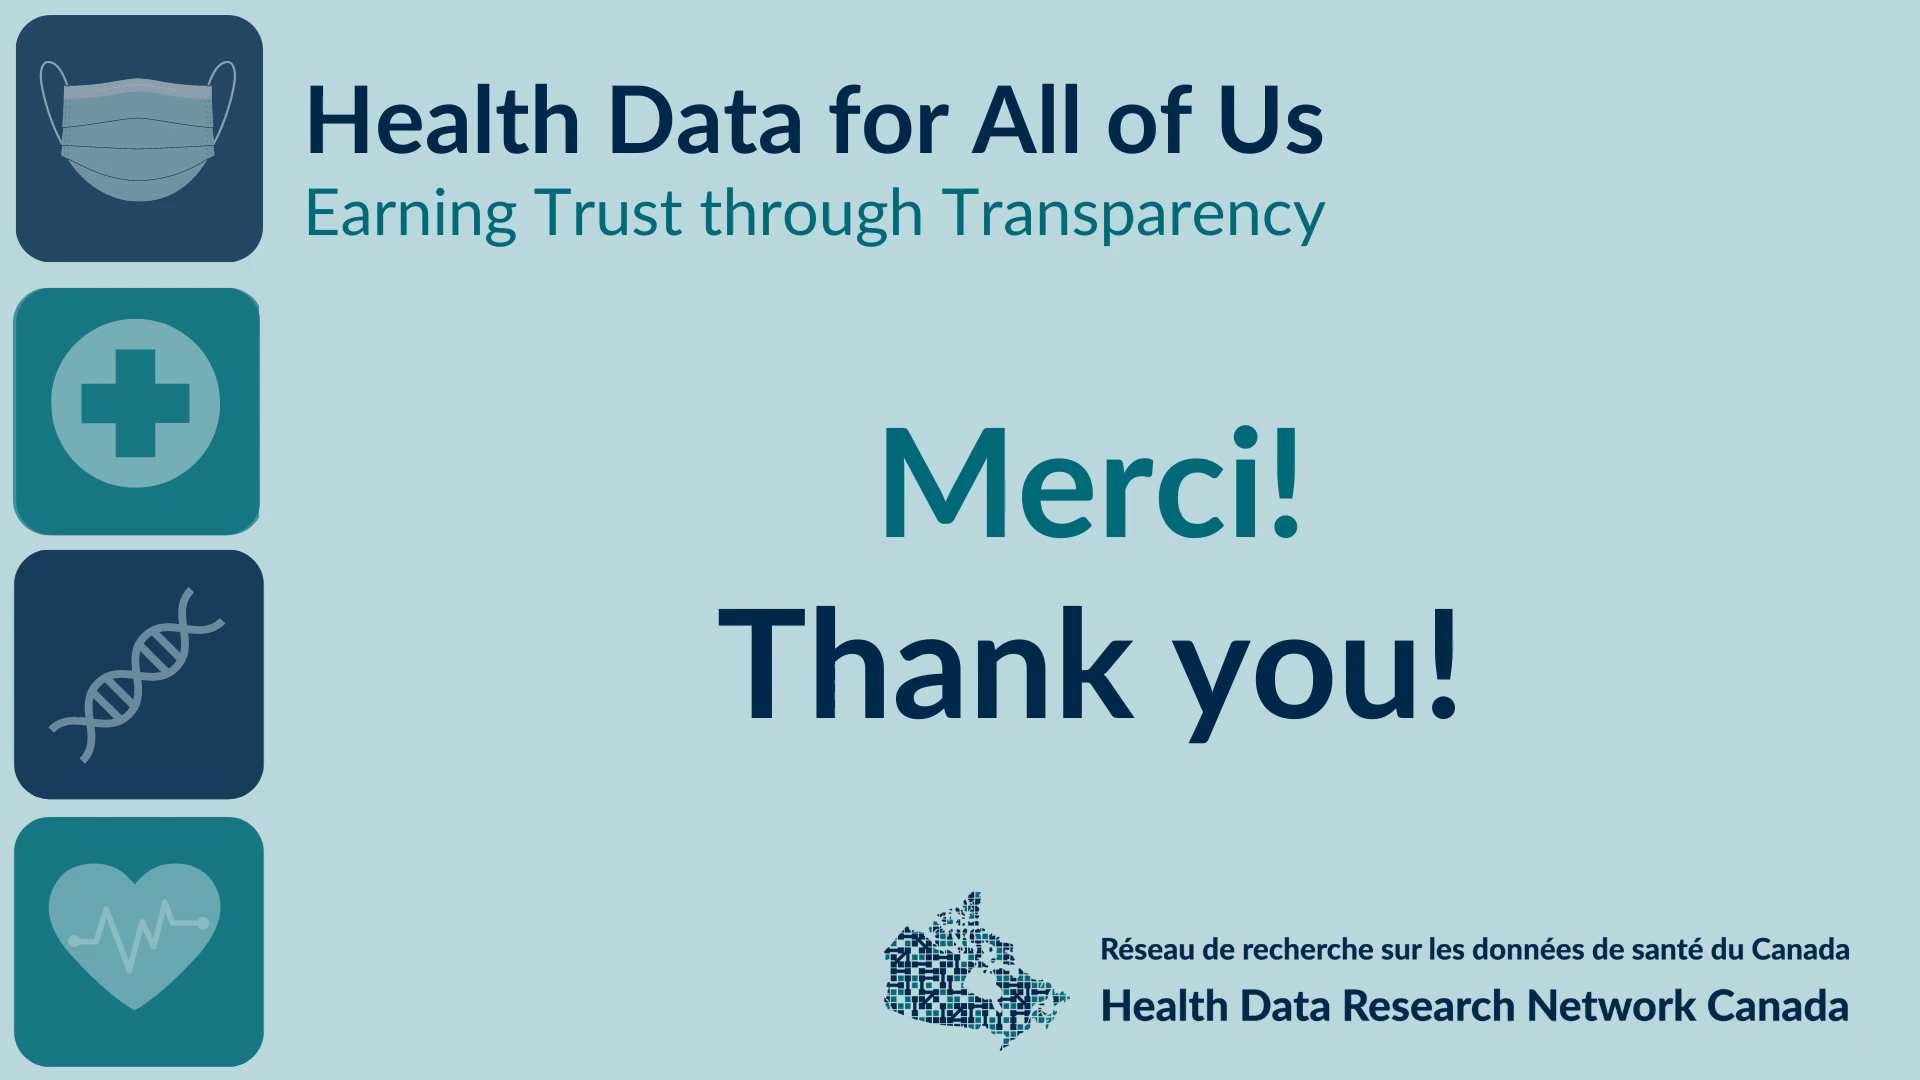 Health Data for All of Us
Earning Trust through Transparency
Merci!
Thank you!
Réseau de recherche sur les données de santé du Canada
Health Data Research Network Canada